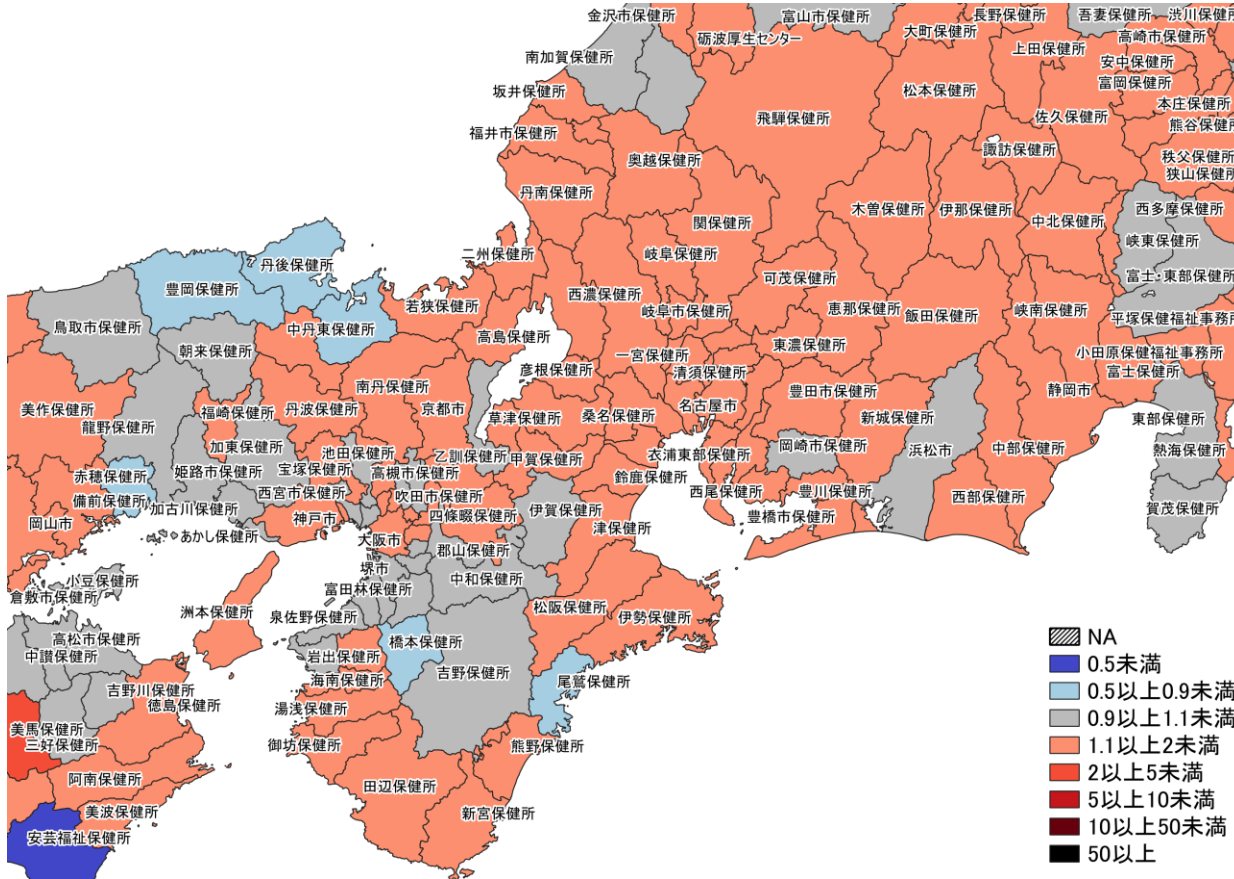 金沢市保健所
富山市保健所
長野保健所
吾妻保健所
渋川保健所
砺波厚生センター
大町保健所
高崎市保健所
南加賀保健所
上田保健所
安中保健所
坂井保健所
松本保健所
富岡保健所
本庄保健所
飛騨保健所
佐久保健所
熊谷保健所
福井市保健所
奥越保健所
諏訪保健所
秩父保健所
狭山保健所
丹南保健所
関保健所
木曽保健所
伊那保健所
中北保健所
西多摩保健所
峡東保健所
二州保健所
岐阜保健所
丹後保健所
可茂保健所
富士・東部保健所
豊岡保健所
西濃保健所
若狭保健所
岐阜市保健所
恵那保健所
飯田保健所
峡南保健所
平塚保健福祉事務所
鳥取市保健所
中丹東保健所
高島保健所
東濃保健所
朝来保健所
一宮保健所
小田原保健福祉事務所
彦根保健所
清須保健所
富士保健所
南丹保健所
豊田市保健所
静岡市
美作保健所
福崎保健所
丹波保健所
京都市
草津保健所
桑名保健所
名古屋市
新城保健所
東部保健所
龍野保健所
加東保健所
池田保健所
乙訓保健所
甲賀保健所
衣浦東部保健所
岡崎市保健所
浜松市
中部保健所
熱海保健所
赤穂保健所
姫路市保健所
宝塚保健所
高槻市保健所
鈴鹿保健所
備前保健所
西宮市保健所
吹田市保健所
西尾保健所
豊川保健所
西部保健所
賀茂保健所
加古川保健所
岡山市
神戸市
四條畷保健所
伊賀保健所
津保健所
豊橋市保健所
あかし保健所
大阪市
郡山保健所
堺市
小豆保健所
中和保健所
倉敷市保健所
富田林保健所
洲本保健所
泉佐野保健所
松阪保健所
伊勢保健所
高松市保健所
橋本保健所
中讃保健所
岩出保健所
吉野保健所
海南保健所
尾鷲保健所
吉野川保健所
徳島保健所
湯浅保健所
美馬保健所
三好保健所
御坊保健所
熊野保健所
阿南保健所
田辺保健所
美波保健所
新宮保健所
安芸福祉保健所
NA
0.5未満
0.5以上0.9未満
0.9以上1.1未満
1.1以上2未満
2以上5未満
5以上10未満
10以上50未満
50以上